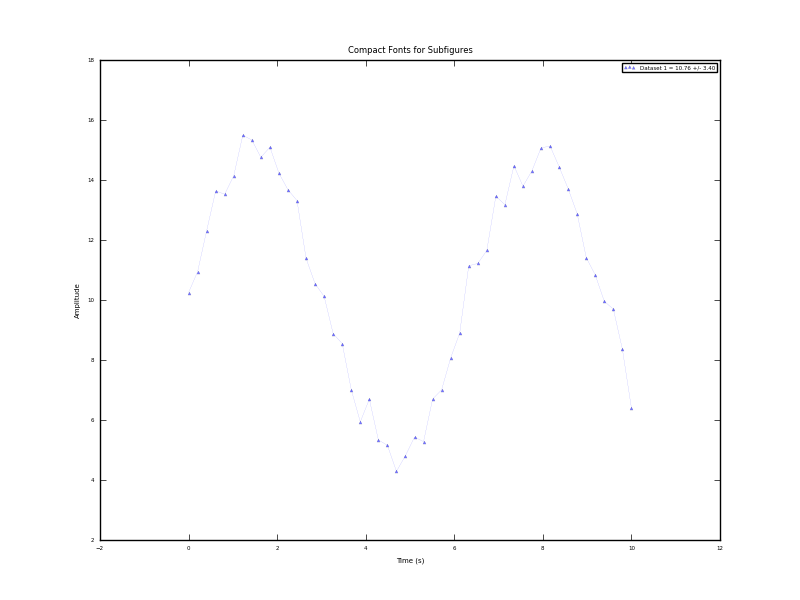 Compact Fonts for Subfigures
Dataset 1 = 10.76 +/- 3.40
18
16
14
12
10
8
6
4
2
Amplitude
−2 0 2 4 6 8 10 12
Time (s)